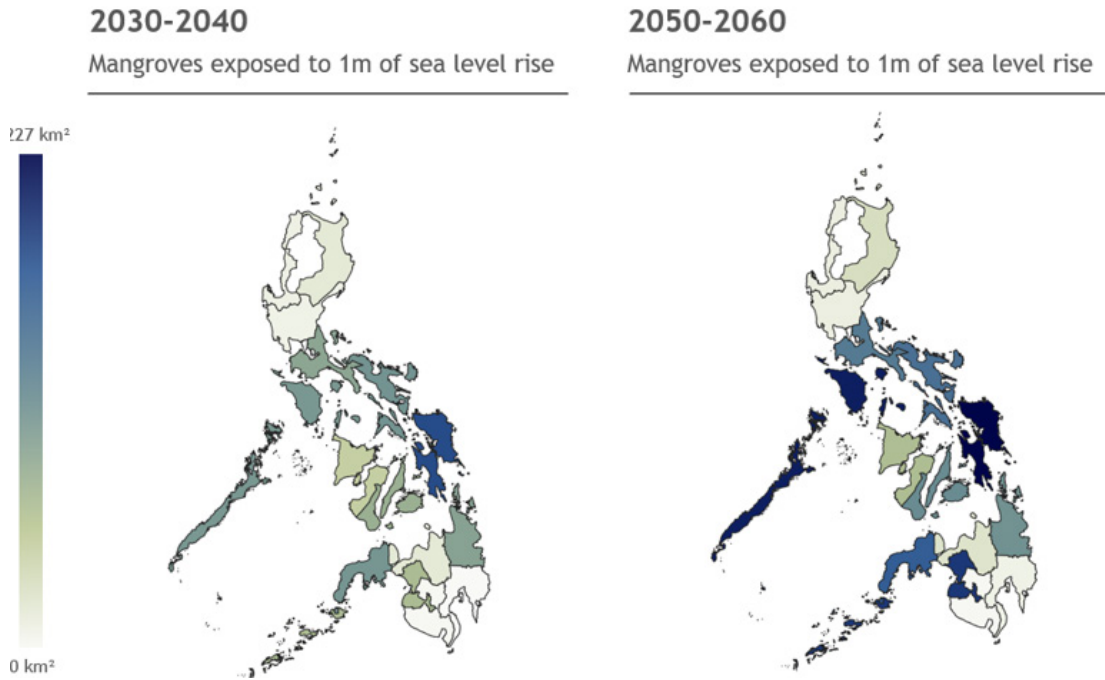 2030-2040
Mangroves exposed to 1m of sea level rise
2050-2060
Mangroves exposed to 1m of sea level rise
227 km²
0 km²